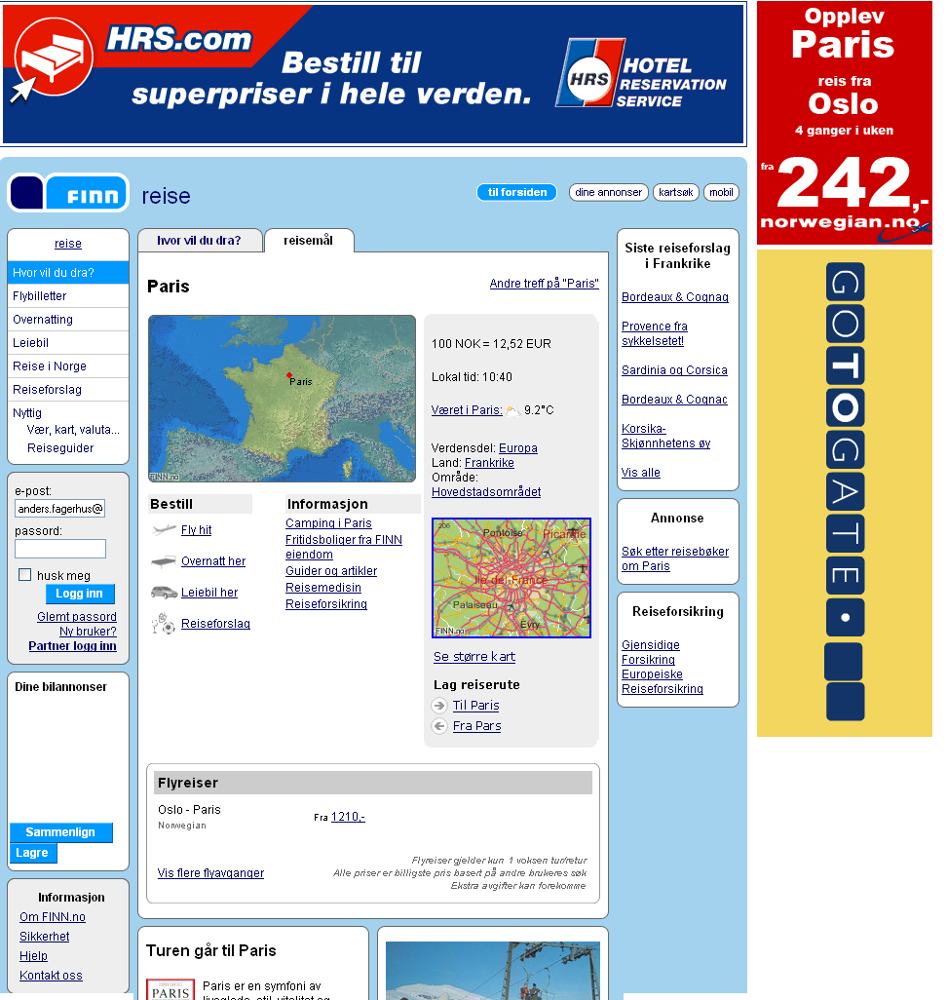 HRS.com
Bestill til
superpriser i hele verden.
HRS
HOTEL
RESERVATION
SERVICE
Opplev
Paris
reis fra
Oslo
4 ganger i uken
fra
242,-
norwegian.no
GOTOGATE
FINN
reise
til forsiden
dine annonser
kartsøk
mobil
reise
Hvor vil du dra?
Flybilletter
Overnatting
Leiebil
Reise i Norge
Reiseforslag
Nyttig
Vær, kart, valuta...
Reiseguider
e-post:
anders.fagerhus@
passord:
husk meg
Logg inn
Glemt passord
Ny bruker?
Partner logg inn
Dine bilannonser
Sammenlign
Lagre
Informasjon
Om FINN.no
Sikkerhet
Hjelp
Kontakt oss
hvor vil du dra?
reisemål
Paris
Andre treff på "Paris"
Paris
FINN.no
Bestill
Fly hit
Overnatt her
Leiebil her
Reiseforslag
Informasjon
Camping i Paris
Fritidsboliger fra FINN
eiendom
Guider og artikler
Reisemedisin
Reiseforsikring
100 NOK = 12,52 EUR
Lokal tid: 10:40
Været i Paris: 9.2°C
Verdensdel: Europa
Land: Frankrike
Område:
Hovedstadsområdet
206
Pontoise
Picardie
Ile de France
Palaiseau
Évry
FINN.no
Se større kart
Lag reiserute
Til Paris
Fra Pars
Flyreiser
Oslo - Paris
Norwegian
Fra 1210,-
Vis flere flyavganger
Flyreiser gjelder kun 1 voksen tur/retur
Alle priser er billigste pris basert på andre brukeres søk
Ekstra avgifter kan forekomme
Turen går til Paris
PARIS
Paris er en symfoni av
livsglede, stil, vitalitet og
Siste reiseforslag
i Frankrike
Bordeaux & Cognag
Provence fra
sykkelsetet!
Sardinia og Corsica
Bordeaux & Cognac
Korsika-
Skjønnhetens øy
Vis alle
Annonse
Søk etter reisebøker
om Paris
Reiseforsikring
Gjensidige
Forsikring
Europeiske
Reiseforsikring